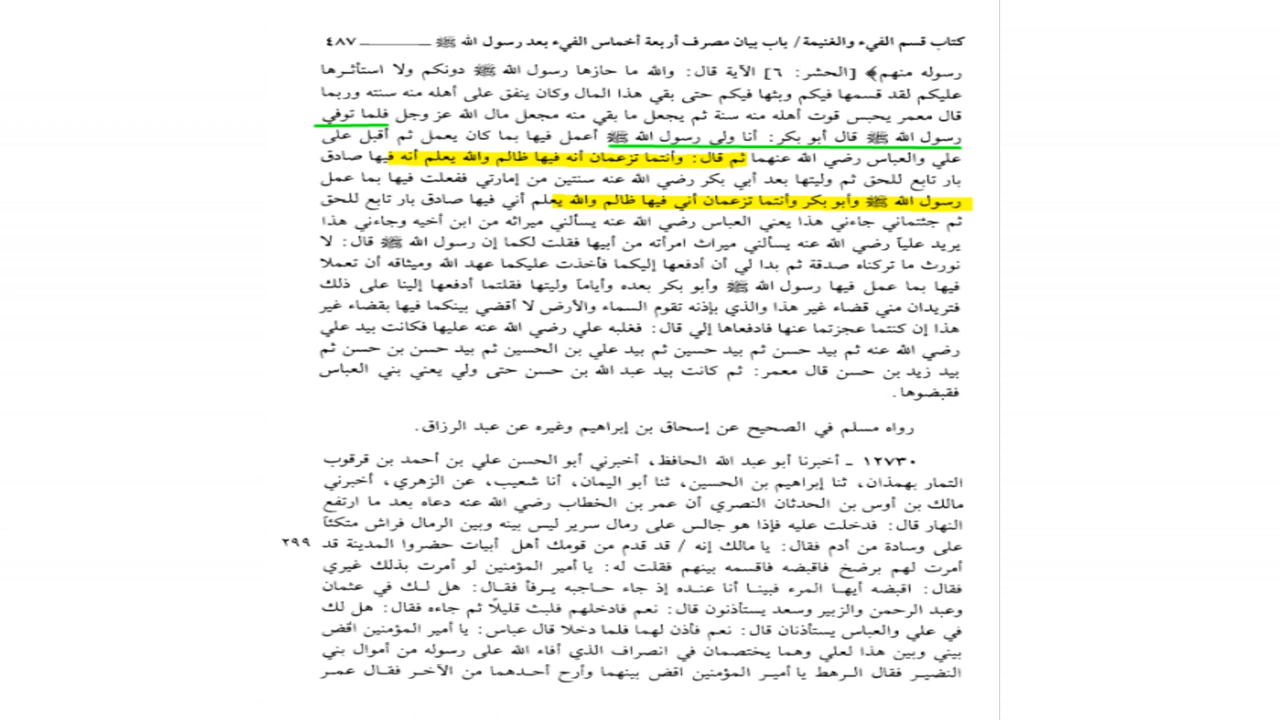 كتاب قسم الفيء والغنيمة / باب بيان مصرف أربعة أخماس الفيء بعد رسول الله ﷺ ـــــــــ ٤٨٧
رسوله منهم﴾ [الحشر: ٦] الآية قال: والله ما حازها رسول الله ﷺ دونكم ولا استأثرها
عليكم لقد قسمها فيكم وبثها فيكم حتى بقي هذا المال وكان ينفق على أهله منه سنته وربما
قال معمر يحبس قوت أهله منه سنة ثم يجعل ما بقي منه مجعل مال الله عز وجل فلما توفي
رسول الله ﷺ قال أبو بكر: أنا ولي رسول الله ﷺ أعمل فيها بما كان يعمل ثم أقبل على
علي والعباس رضي الله عنهما ثم قال: وأنتما تزعمان أنه فيها ظالم والله يعلم أنه فيها صادق
بار تابع للحق ثم وليتها بعد أبي بكر رضي الله عنه سنتين من إمارتي ففعلت فيها بما عمل
رسول الله ﷺ وأبو بكر وأنتما تزعمان أني فيها ظالم والله يعلم أني فيها صادق بار تابع للحق
ثم جئتماني جاءني هذا يعني العباس رضي الله عنه يسألني ميراثه من ابن أخيه وجاءني هذا
يريد علياً رضي الله عنه يسألني ميراث امرأته من أبيها فقلت لكما إن رسول الله ﷺ قال: لا
نورث ما تركناه صدقة ثم بدا لي أن أدفعها إليكما فأخذت عليكما عهد الله وميثاقه أن تعملا
فيها بما عمل فيها رسول الله ﷺ وأبو بكر بعده وأياماً وليتها فقلتما أدفعها إلينا على ذلك
فتريدان مني قضاء غير هذا والذي بإذنه تقوم السماء والأرض لا أقضي بينكما فيها بقضاء غير
هذا إن كنتما عجزتما عنها فادفعاها إلي قال: فغلبه علي رضي الله عنه عليها فكانت بيد علي
رضي الله عنه ثم بيد حسن ثم بيد حسين ثم بيد علي بن الحسين ثم بيد حسن بن حسن ثم
بيد زيد بن حسن قال معمر: ثم كانت بيد عبد الله بن حسن حتى ولي يعني بني العباس
فقبضوها.
رواه مسلم في الصحيح عن إسحاق بن إبراهيم وغيره عن عبد الرزاق.
١٢٧٣٠ ـ أخبرنا أبو عبد الله الحافظ، أخبرني أبو الحسن علي بن أحمد بن قرقوب
التمار بهمذان، ثنا إبراهيم بن الحسين، ثنا أبو اليمان، أنا شعيب، عن الزهري، أخبرني
مالك بن أوس بن الحدثان النصري أن عمر بن الخطاب رضي الله عنه دعاه بعد ما ارتفع
النهار قال: فدخلت عليه فإذا هو جالس على رمال سرير ليس بينه وبين الرمال فراش متكئاً
على وسادة من أدم فقال: يا مالك إنه / قد قدم من قومك أهل أبيات حضروا المدينة قد ٢٩٩
أمرت لهم برضخ فاقبضه فاقسمه بينهم فقلت له: يا أمير المؤمنين لو أمرت بذلك غيري
فقال: اقبضه أيها المرء فبينا أنا عنده إذ جاء حاجبه يرفأ فقال: هل لك في عثمان
وعبد الرحمن والزبير وسعد يستأذنون قال: نعم فادخلهم فلبث قليلاً ثم جاءه فقال: هل لك
في علي والعباس يستأذنان قال: نعم فأذن لهما فلما دخلا قال عباس: يا أمير المؤمنين اقض
بيني وبين هذا لعلي وهما يختصمان في انصراف الذي أفاء الله على رسوله من أموال بني
النضير فقال الرهط يا أمير المؤمنين اقض بينهما وأرح أحدهما من الآخر فقال عمر